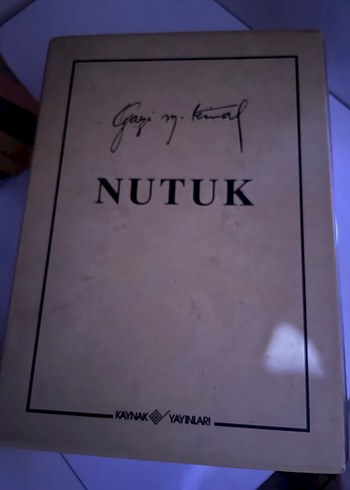 Gazi M. Kemal
NUTUK
KAYNAK YAYINLARI